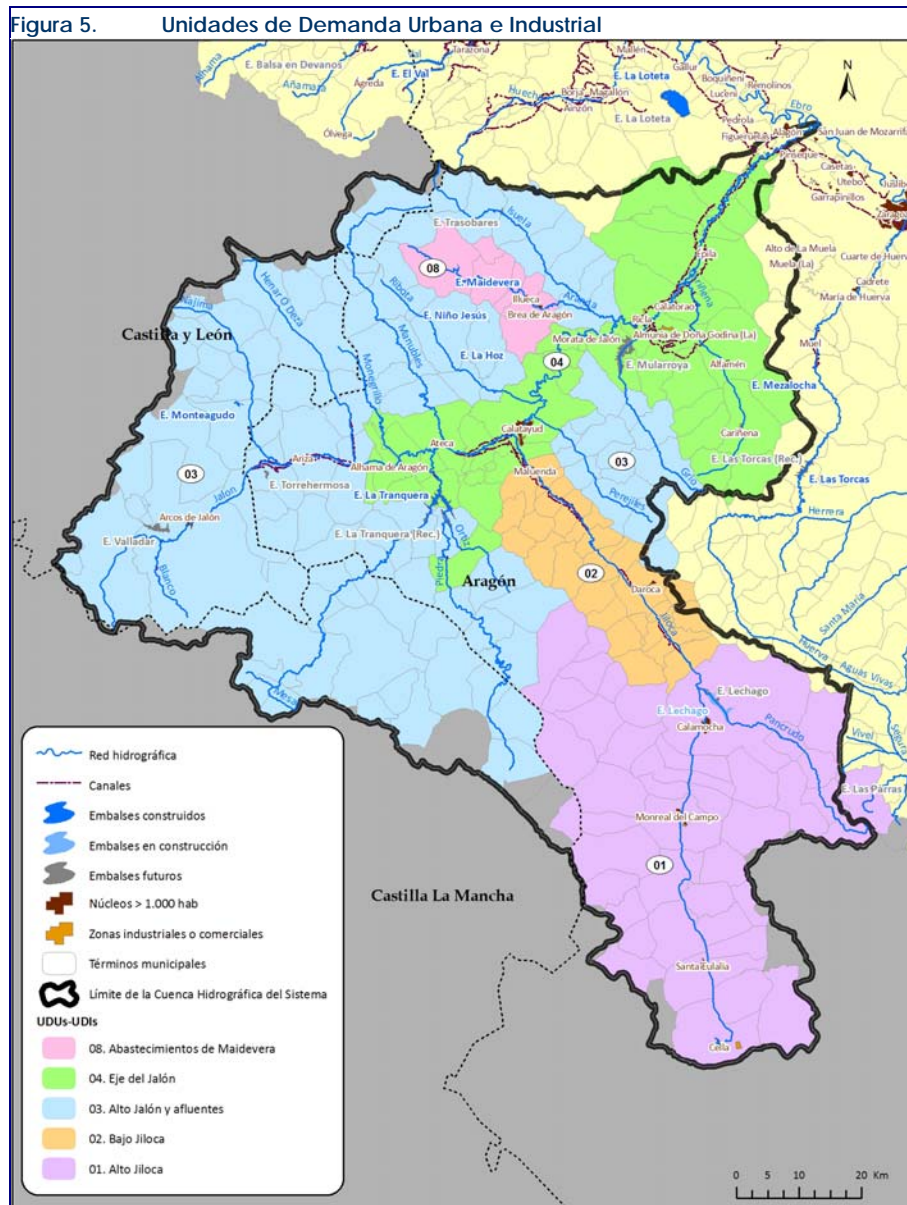 Figura 5. Unidades de Demanda Urbana e Industrial
Alhama
E. Balsa en Devanos
Añamaza
Agreda
Ólvega
Val
E. El Val
Tarazona
Huecha
Borja
Ainzón
Magallón
Mallén
E. La Loteta
E. La Loteta
Gallur
Boquiñeni
Luceni
Remolinos
Pedrola
Figueruelas
Ebro
Alagón
San Juan de Mozarrifar
Pinseque
Casetas
Utebo
Garrapinillos
Juslibol
Zaragoza
N
Alto de La Muela
Muela (La)
Cuarte de Huerva
Cadrete
María de Huerva
Muel
E. Mezalocha
E. Las Torcas
E. Las Torcas (Rec.)
Herrera
Santa María
Huerva
Aguas Vivas
Vivel
Segura
E. Las Parras
Castilla y León
Nájima
Henar O Deza
Monegrillo
Manubles
Ribota
E. Trasobares
Isuela
08
E. Maidevera
Aranda
Illueca
Brea de Aragón
E. Niño Jesús
E. La Hoz
04
Morata de Jalón
Ricla
Calatorao
Epila
Cariñena
Almunia de Doña Godina (La)
E. Mularroya
Alfamén
Cariñena
Grío
03
Perejiles
E. Monteagudo
03
Ariza
E. Torrehermosa
Alhama de Aragón
Ateca
Calatayud
Maluenda
E. La Tranquera
E. La Tranquera (Rec.)
Ortiz
Piedra
Jalon
Arcos de Jalón
E. Valladar
Blanco
Mesa
Aragón
02
Daroca
Jiloca
E. Lechago
E. Lechago
Calamocha
Pancrudo
Monreal del Campo
01
Castilla La Mancha
Santa Eulalia
Cella
Red hidrográfica
Canales
Embalses construidos
Embalses en construcción
Embalses futuros
Núcleos > 1.000 hab
Zonas industriales o comerciales
Términos municipales
Límite de la Cuenca Hidrográfica del Sistema
UDUs-UDIs
08. Abastecimientos de Maidevera
04. Eje del Jalón
03. Alto Jalón y afluentes
02. Bajo Jiloca
01. Alto Jiloca
0 5 10 20 Km